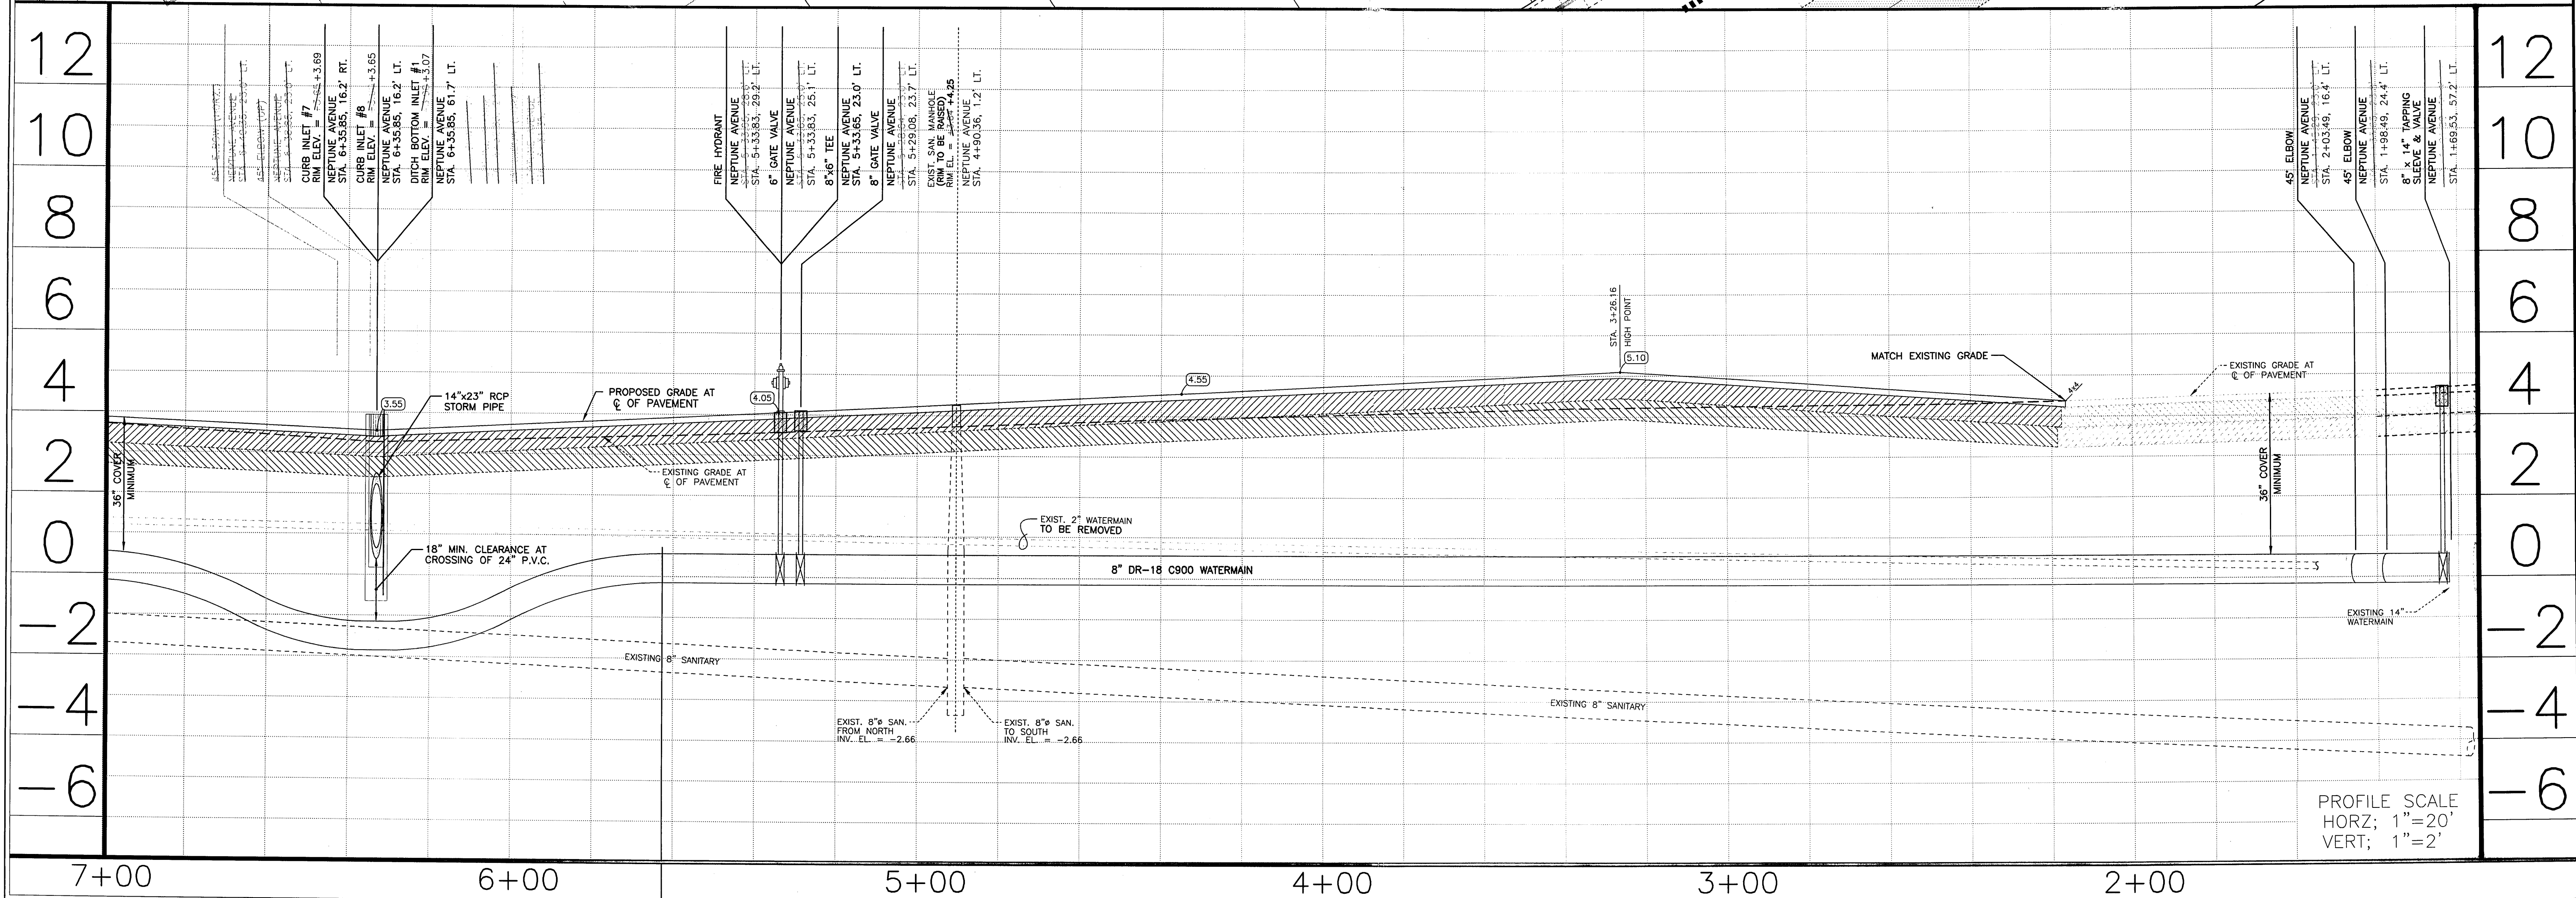 12
10
8
6
4
2
0
-2
-4
-6
45° ELBOW (HORZ.)
NEPTUNE AVENUE
45° ELBOW (UP)
NEPTUNE AVENUE
CURB INLET #7
RIM ELEV. = +3.69
NEPTUNE AVENUE
STA. 6+35.85, 16.2' RT.
CURB INLET #8
RIM ELEV. = +3.65
NEPTUNE AVENUE
STA. 6+35.85, 16.2' LT.
DITCH BOTTOM INLET #1
RIM ELEV. = +3.07
NEPTUNE AVENUE
STA. 6+35.85, 61.7' LT.
FIRE HYDRANT
NEPTUNE AVENUE
STA. 5+33.83, 29.2' LT.
6" GATE VALVE
NEPTUNE AVENUE
STA. 5+33.83, 25.1' LT.
8"x6" TEE
NEPTUNE AVENUE
STA. 5+33.65, 23.0' LT.
8" GATE VALVE
NEPTUNE AVENUE
STA. 5+29.08, 23.7' LT.
EXIST. SAN. MANHOLE
(RIM TO BE RAISED)
RIM EL. = +4.25
NEPTUNE AVENUE
STA. 4+90.36, 1.2' LT.
45° ELBOW
NEPTUNE AVENUE
STA. 2+03.49, 16.4' LT.
45° ELBOW
NEPTUNE AVENUE
STA. 1+98.49, 24.4' LT.
8" x 14" TAPPING
SLEEVE & VALVE
NEPTUNE AVENUE
STA. 1+69.53, 57.2' LT.
12
10
8
6
4
2
0
-2
-4
-6
STA. 3+26.16
HIGH POINT
5.10
4.55
4.05
3.55
MATCH EXISTING GRADE
EXISTING GRADE AT
℄ OF PAVEMENT
14"x23" RCP
STORM PIPE
PROPOSED GRADE AT
℄ OF PAVEMENT
EXISTING GRADE AT
℄ OF PAVEMENT
36" COVER
MINIMUM
36" COVER
MINIMUM
18" MIN. CLEARANCE AT
CROSSING OF 24" P.V.C.
EXIST. 2" WATERMAIN
TO BE REMOVED
8" DR-18 C900 WATERMAIN
EXISTING 14"
WATERMAIN
EXISTING 8" SANITARY
EXISTING 8" SANITARY
EXIST. 8"ø SAN.
FROM NORTH
INV. EL. = -2.66
EXIST. 8"ø SAN.
TO SOUTH
INV. EL. = -2.66
PROFILE SCALE
HORZ; 1"=20'
VERT; 1"=2'
7+00
6+00
5+00
4+00
3+00
2+00